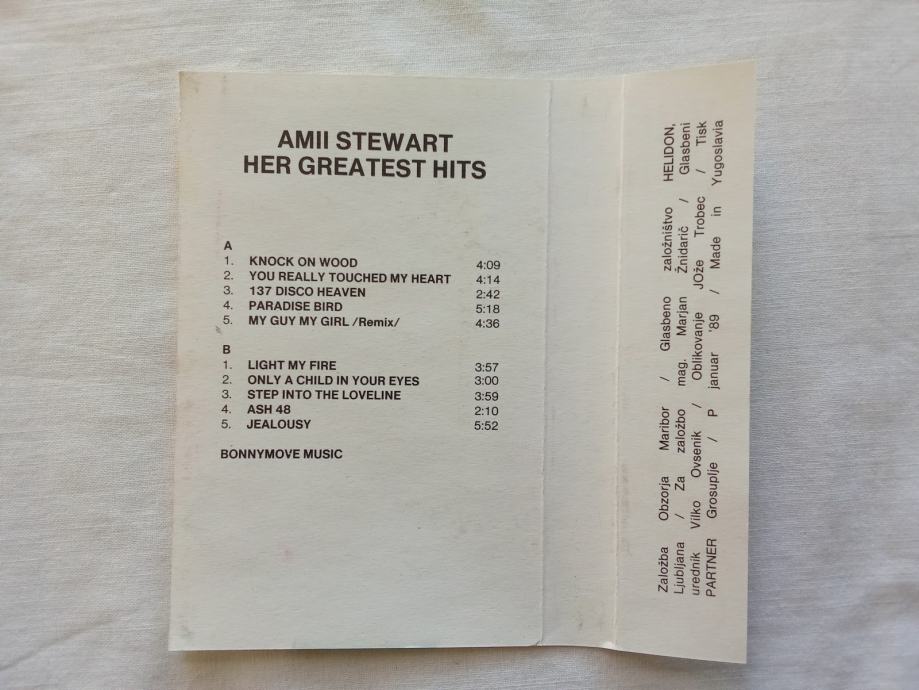 AMII STEWART
HER GREATEST HITS
A
1. KNOCK ON WOOD 4:09
2. YOU REALLY TOUCHED MY HEART 4:14
3. 137 DISCO HEAVEN 2:42
4. PARADISE BIRD 5:18
5. MY GUY MY GIRL /Remix/ 4:36
B
1. LIGHT MY FIRE 3:57
2. ONLY A CHILD IN YOUR EYES 3:00
3. STEP INTO THE LOVELINE 3:59
4. ASH 48 2:10
5. JEALOUSY 5:52
BONNYMOVE MUSIC
Založba Obzorja Maribor / Glasbeno založništvo HELIDON,
Ljubljana / Za založbo mag. Marjan Žnidarič / Glasbeni
urednik Vilko Ovsenik / Oblikovanje JOže Trobec / Tisk
PARTNER Grosuplje / P januar '89 / Made in Yugoslavia